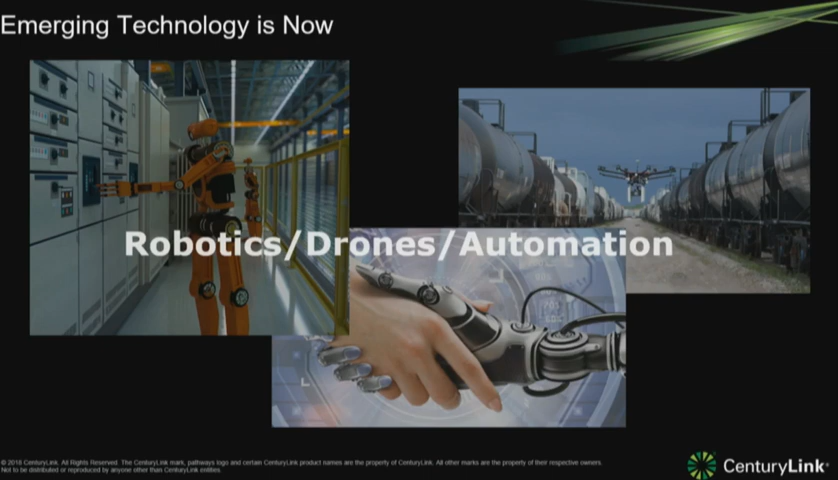 Emerging Technology is Now
Robotics/Drones/Automation
© 2018 CenturyLink. All Rights Reserved. The CenturyLink mark, pathways logo and certain CenturyLink product names are the property of CenturyLink. All other marks are the property of their respective owners.
Not to be distributed or reproduced by anyone other than CenturyLink entities.
CenturyLink®